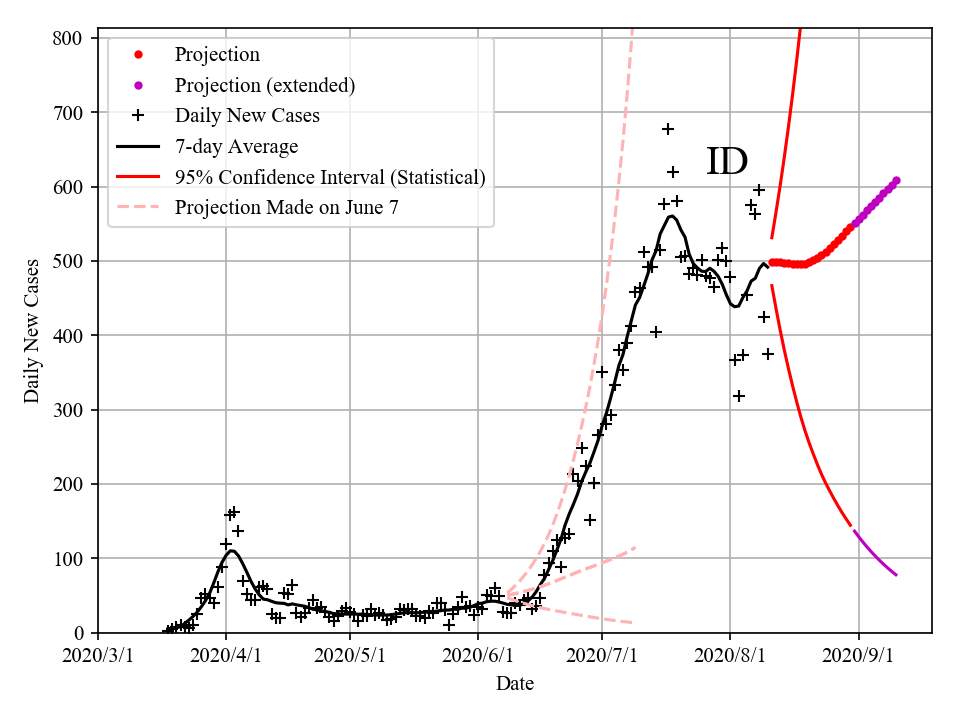 800
700
600
500
400
300
200
100
0
Daily New Cases
Projection
Projection (extended)
Daily New Cases
7-day Average
95% Confidence Interval (Statistical)
Projection Made on June 7
ID
2020/3/1
2020/4/1
2020/5/1
2020/6/1
2020/7/1
2020/8/1
2020/9/1
Date